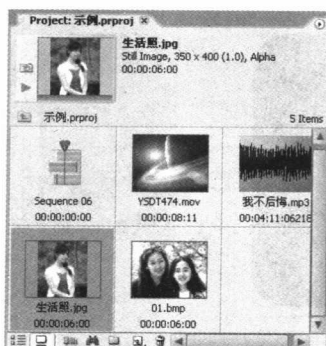 Project: 示例.prproj
生活照.jpg
Still Image, 350 x 400 (1.0), Alpha
00:00:06:00
示例.prproj 5 Items
Sequence 06 YSDT474.mov 我不后悔.mp3
00:00:00:00 00:00:08:11 00:04:11:06218
生活照.jpg 01.bmp
00:00:06:00 00:00:06:00